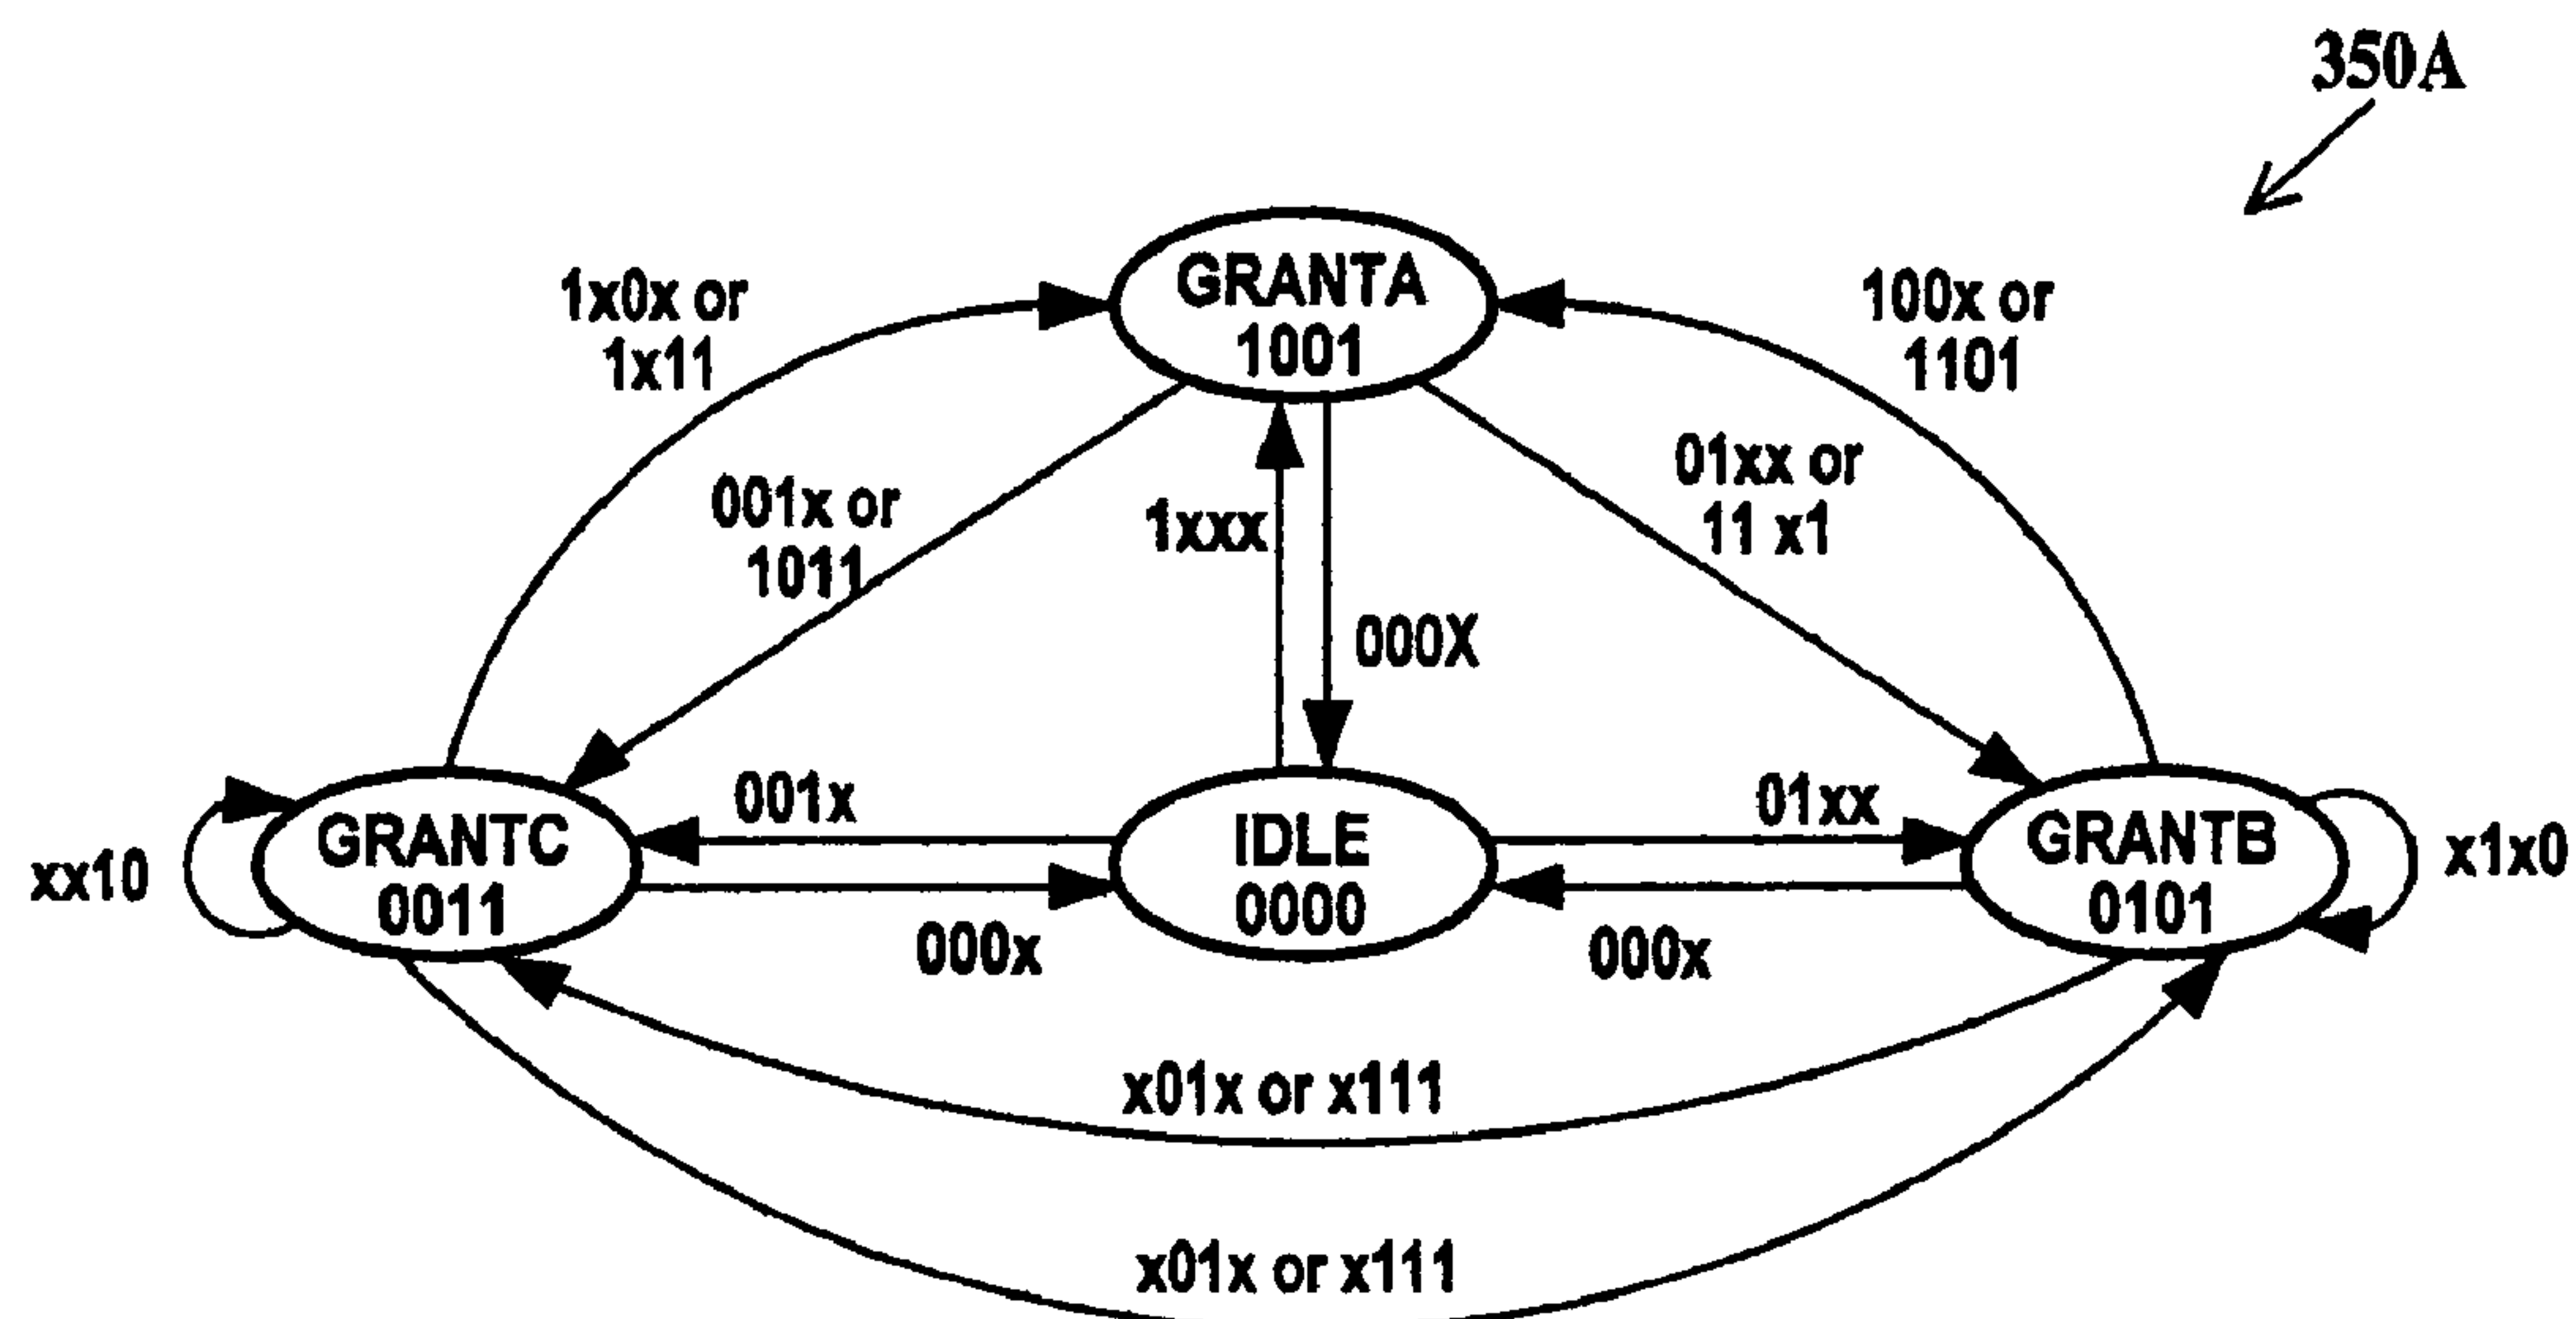 350A
GRANTA
1001
1x0x or
1x11
100x or
1101
001x or
1011
1xxx
000X
01xx or
11 x1
GRANTC
0011
xx10
001x
000x
IDLE
0000
01xx
000x
GRANTB
0101
x1x0
x01x or x111
x01x or x111